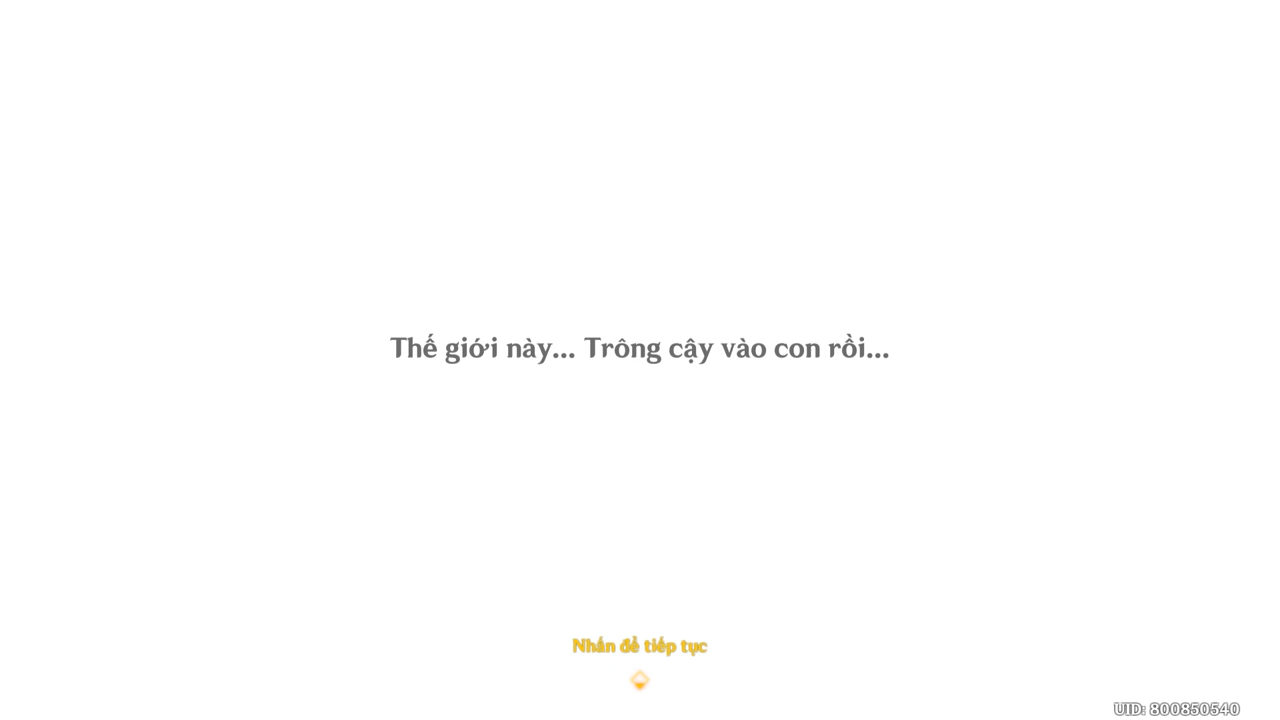 Thế giới này... Trông cậy vào con rồi...
Nhấn để tiếp tục
UID: 800850540